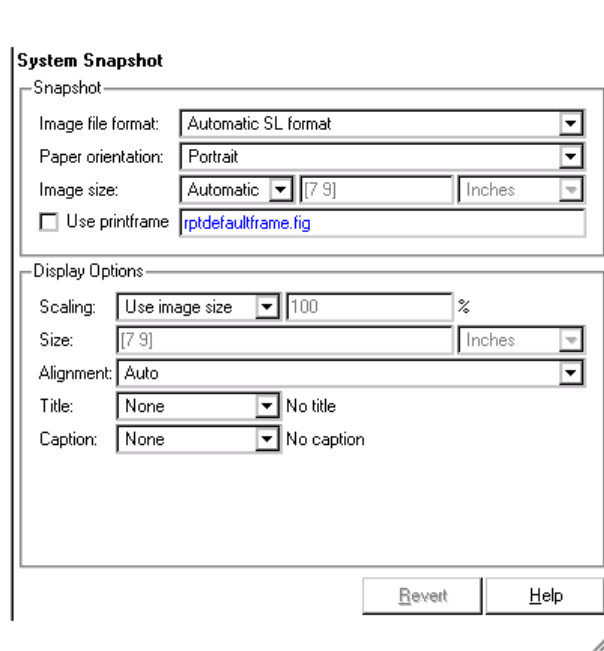 System Snapshot
Snapshot
Image file format: Automatic SL format
Paper orientation: Portrait
Image size: Automatic [7 9] Inches
Use printframe rptdefaultframe.fig
Display Options
Scaling: Use image size 100 %
Size: [7 9] Inches
Alignment: Auto
Title: None No title
Caption: None No caption
Revert Help